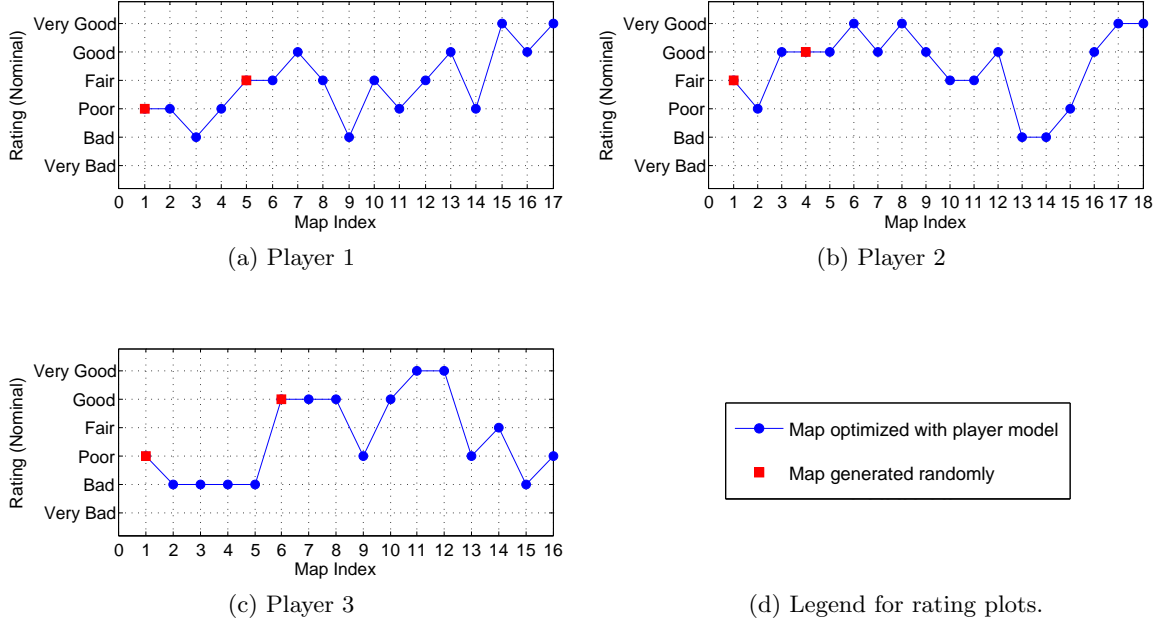 Very Good
Good
Fair
Poor
Bad
Very Bad
Rating (Nominal)
0 1 2 3 4 5 6 7 8 9 10 11 12 13 14 15 16 17
Map Index
(a) Player 1
Very Good
Good
Fair
Poor
Bad
Very Bad
Rating (Nominal)
0 1 2 3 4 5 6 7 8 9 10 11 12 13 14 15 16 17 18
Map Index
(b) Player 2
Very Good
Good
Fair
Poor
Bad
Very Bad
Rating (Nominal)
0 1 2 3 4 5 6 7 8 9 10 11 12 13 14 15 16
Map Index
(c) Player 3
Map optimized with player model
Map generated randomly
(d) Legend for rating plots.